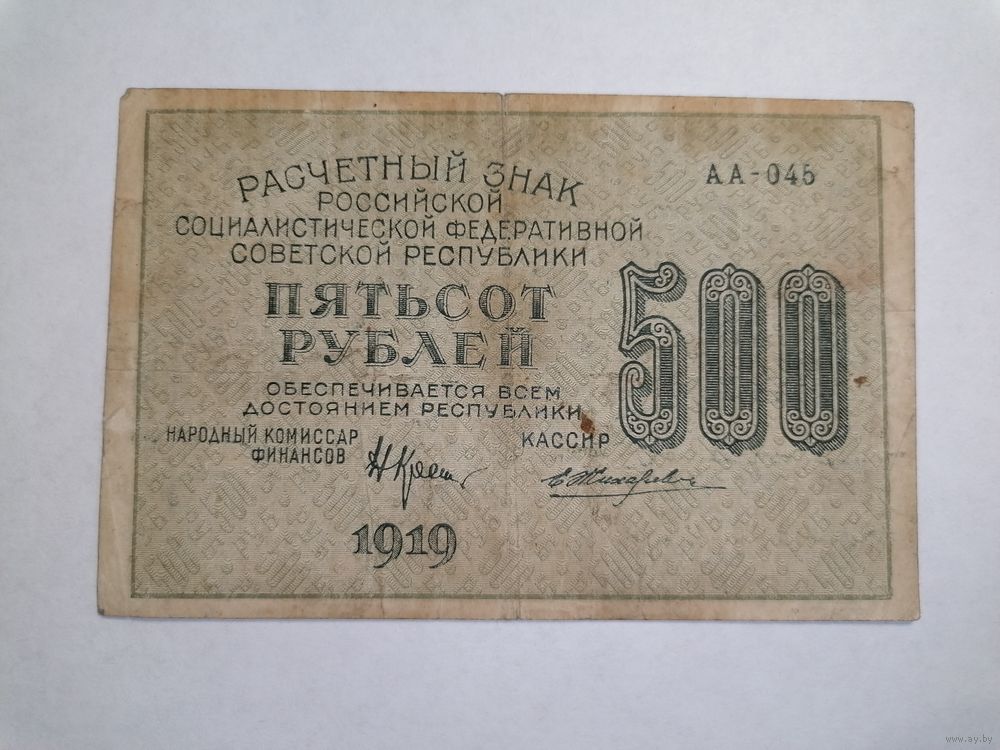 РАСЧЕТНЫЙ ЗНАК
РОССИЙСКОЙ
СОЦИАЛИСТИЧЕСКОЙ ФЕДЕРАТИВНОЙ
СОВЕТСКОЙ РЕСПУБЛИКИ
АА-045
ПЯТЬСОТ
РУБЛЕЙ
500
ОБЕСПЕЧИВАЕТСЯ ВСЕМ
ДОСТОЯНИЕМ РЕСПУБЛИКИ
НАРОДНЫЙ КОМИССАР
ФИНАНСОВ
КАССИР
Е Жихарев
1919
www.ay.by